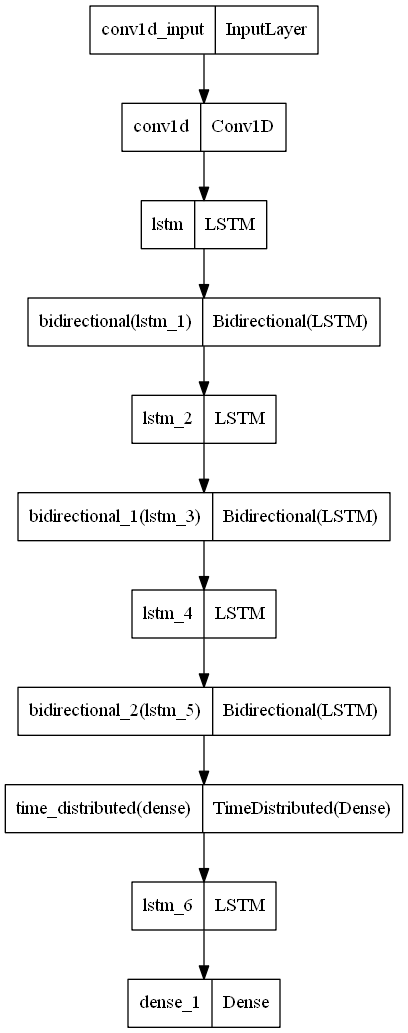 conv1d_input InputLayer
conv1d Conv1D
lstm LSTM
bidirectional(lstm_1) Bidirectional(LSTM)
lstm_2 LSTM
bidirectional_1(lstm_3) Bidirectional(LSTM)
lstm_4 LSTM
bidirectional_2(lstm_5) Bidirectional(LSTM)
time_distributed(dense) TimeDistributed(Dense)
lstm_6 LSTM
dense_1 Dense